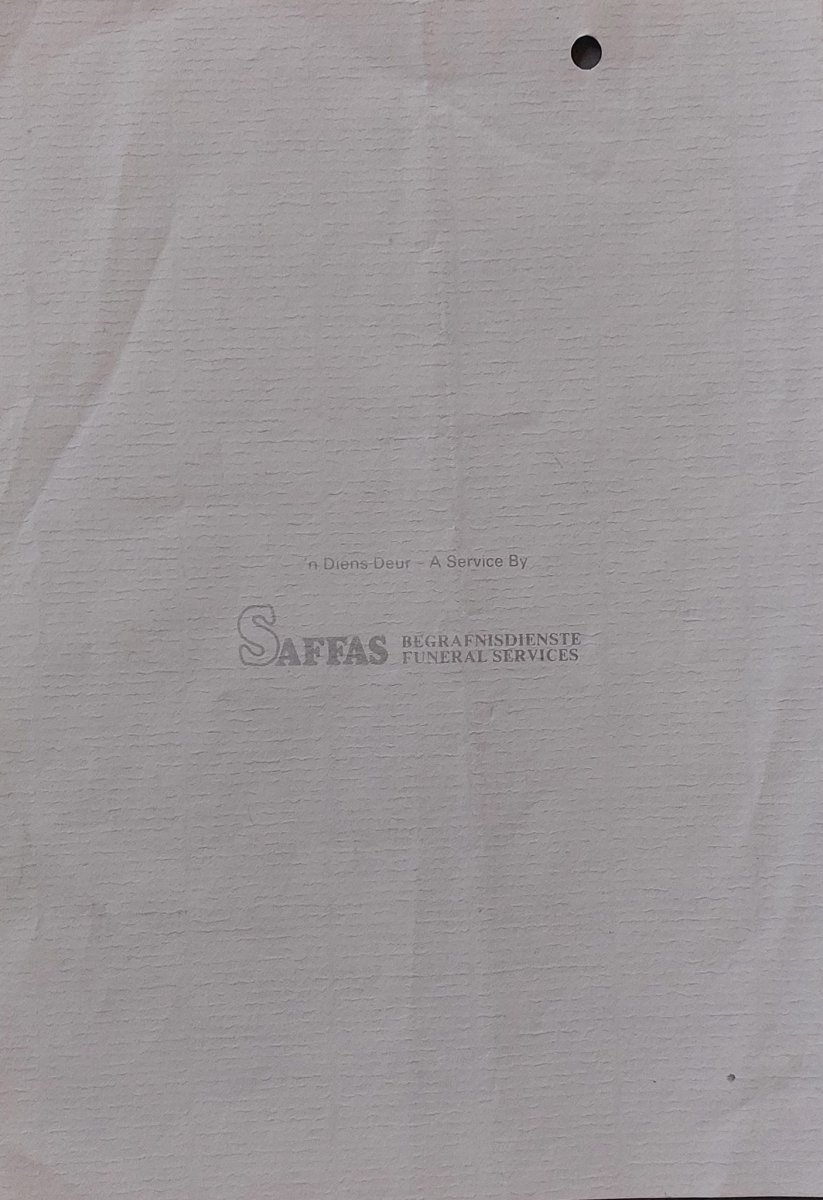 'n Diens Deur - A Service By
SAFFAS BEGRAFNISDIENSTE
FUNERAL SERVICES